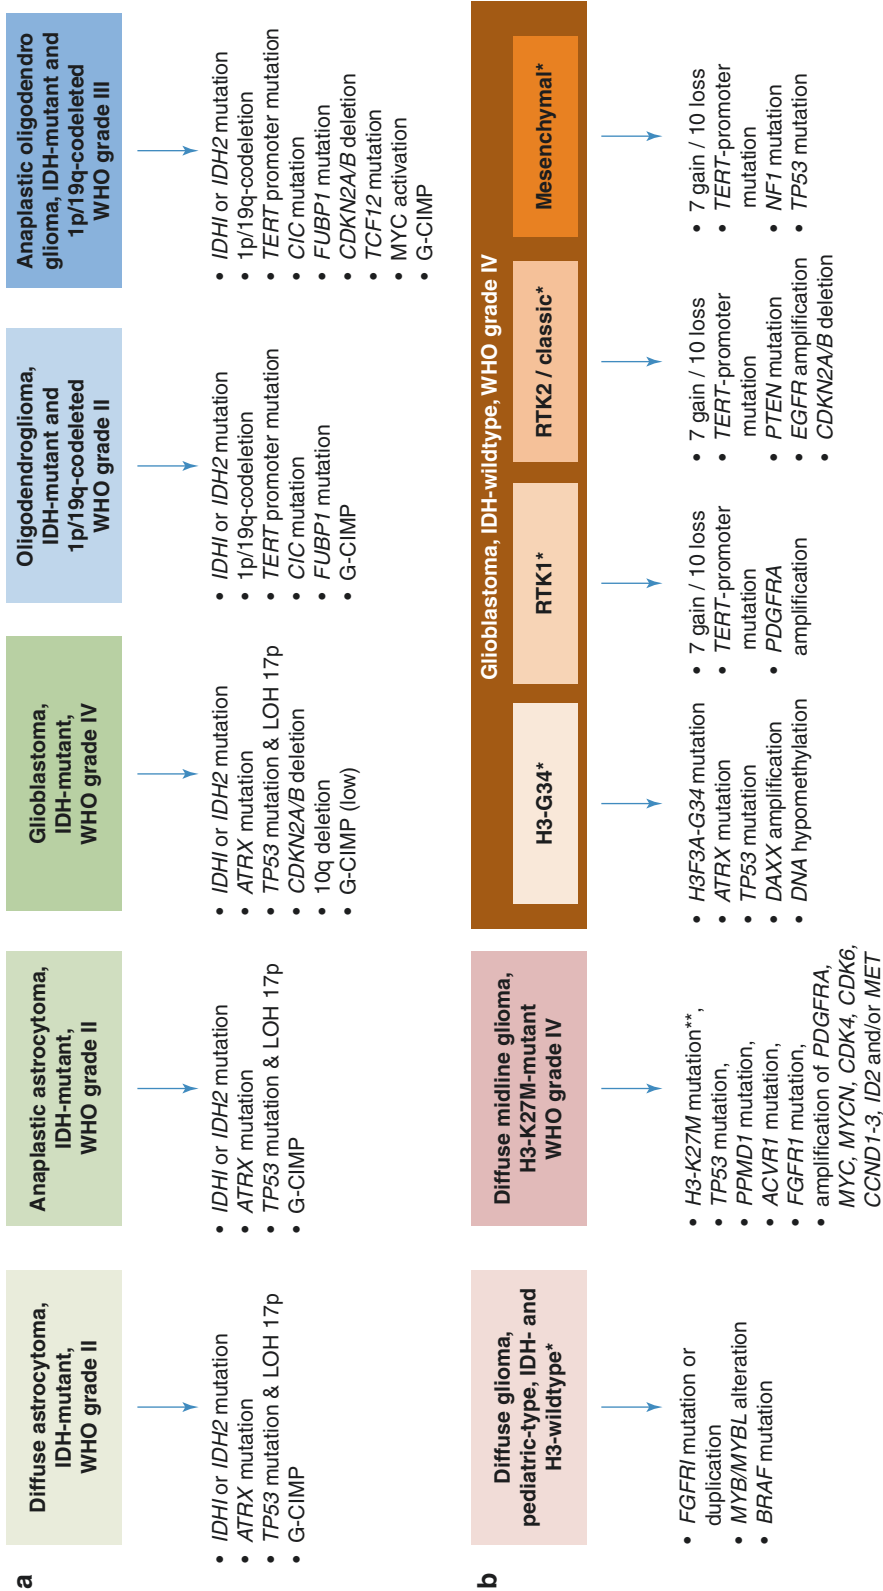 a
Diffuse astrocytoma,
IDH-mutant,
WHO grade II
• IDHI or IDH2 mutation
• ATRX mutation
• TP53 mutation & LOH 17p
• G-CIMP
Anaplastic astrocytoma,
IDH-mutant,
WHO grade II
• IDHI or IDH2 mutation
• ATRX mutation
• TP53 mutation & LOH 17p
• G-CIMP
Glioblastoma,
IDH-mutant,
WHO grade IV
• IDHI or IDH2 mutation
• ATRX mutation
• TP53 mutation & LOH 17p
• CDKN2A/B deletion
• 10q deletion
• G-CIMP (low)
Oligodendroglioma,
IDH-mutant and
1p/19q-codeleted
WHO grade II
• IDHI or IDH2 mutation
• 1p/19q-codeletion
• TERT promoter mutation
• CIC mutation
• FUBP1 mutation
• G-CIMP
Anaplastic oligodendro
glioma, IDH-mutant and
1p/19q-codeleted
WHO grade III
• IDHI or IDH2 mutation
• 1p/19q-codeletion
• TERT promoter mutation
• CIC mutation
• FUBP1 mutation
• CDKN2A/B deletion
• TCF12 mutation
• MYC activation
• G-CIMP
b
Diffuse glioma,
pediatric-type, IDH- and
H3-wildtype*
• FGFRI mutation or
duplication
• MYB/MYBL alteration
• BRAF mutation
Diffuse midline glioma,
H3-K27M-mutant
WHO grade IV
• H3-K27M mutation**,
• TP53 mutation,
• PPMD1 mutation,
• ACVR1 mutation,
• FGFR1 mutation,
• amplification of PDGFRA,
MYC, MYCN, CDK4, CDK6,
CCND1-3, ID2 and/or MET
Glioblastoma, IDH-wildtype, WHO grade IV
H3-G34*
• H3F3A-G34 mutation
• ATRX mutation
• TP53 mutation
• DAXX amplification
• DNA hypomethylation
RTK1*
• 7 gain / 10 loss
• TERT-promoter
mutation
• PDGFRA
amplification
RTK2 / classic*
• 7 gain / 10 loss
• TERT-promoter
mutation
• PTEN mutation
• EGFR amplification
• CDKN2A/B deletion
Mesenchymal*
• 7 gain / 10 loss
• TERT-promoter
mutation
• NF1 mutation
• TP53 mutation